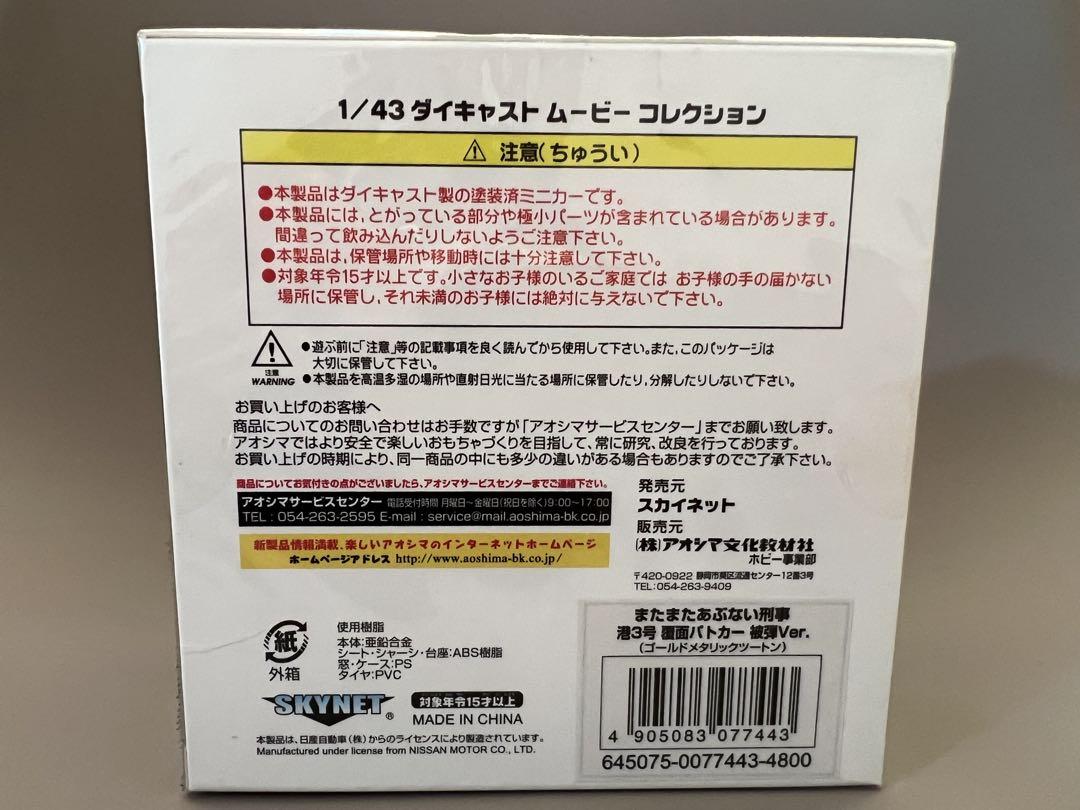 1/43 ダイキャスト ムービー コレクション
⚠ 注意(ちゅうい)
●本製品はダイキャスト製の塗装済ミニカーです。
●本製品には,とがっている部分や極小パーツが含まれている場合があります。
間違って飲み込んだりしないようご注意下さい。
●本製品は,保管場所や移動時には十分注意して下さい。
●対象年令15才以上です。小さなお子様のいるご家庭では お子様の手の届かない
場所に保管し,それ未満のお子様には絶対に与えないで下さい。
注意
WARNING
●遊ぶ前に「注意」等の記載事項を良く読んでから使用して下さい。また,このパッケージは
大切に保管して下さい。
●本製品を高温多湿の場所や直射日光に当たる場所に保管したり,分解したりしないで下さい。
お買い上げのお客様へ
商品についてのお問い合わせはお手数ですが「アオシマサービスセンター」までお願い致します。
アオシマではより安全で楽しいおもちゃづくりを目指して、常に研究、改良を行っております。
お買い上げの時期により、同一商品の中にも多少の違いがある場合もありますのでご了承下さい。
商品についてお気付きの点がございましたら、アオシマサービスセンターまでご連絡下さい。
アオシマサービスセンター 電話受付時間 月曜日〜金曜日(祝日を除く)9:00〜17:00
TEL : 054-263-2595 E-mail : service@mail.aoshima-bk.co.jp
新製品情報満載、楽しいアオシマのインターネットホームページ
ホームページアドレス http://www.aoshima-bk.co.jp/
発売元
スカイネット
販売元
(株)アオシマ文化教材社
ホビー事業部
〒420-0922 静岡市葵区流通センター12番3号
TEL:054-263-9409
紙
外箱
使用樹脂
本体:亜鉛合金
シート・シャーシ・台座:ABS樹脂
窓・ケース:PS
タイヤ:PVC
SKYNET®
対象年令15才以上
MADE IN CHINA
本製品は、日産自動車(株)からのライセンスにより製造されています。
Manufactured under license from NISSAN MOTOR CO., LTD.
またまたあぶない刑事
港3号 覆面パトカー 被弾Ver.
(ゴールドメタリックツートン)
4 905083 077443
645075-0077443-4800